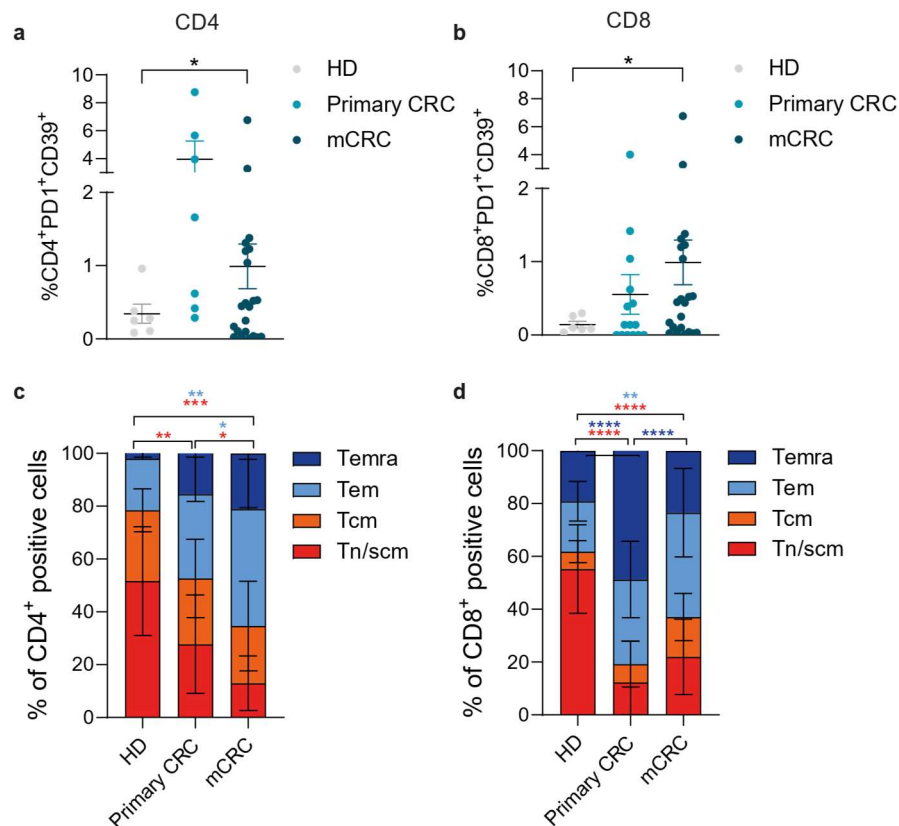 CD4
a
*
10
8
6
4
2
1
0
%CD4⁺PD1⁺CD39⁺
HD
Primary CRC
mCRC
CD8
b
*
10
8
6
4
2
1
0
%CD8⁺PD1⁺CD39⁺
HD
Primary CRC
mCRC
c
**
***
*
** *
100
80
60
40
20
0
% of CD4⁺ positive cells
HD
Primary CRC
mCRC
Temra
Tem
Tcm
Tn/scm
d
**
****
**** ****
****
100
80
60
40
20
0
% of CD8⁺ positive cells
HD
Primary CRC
mCRC
Temra
Tem
Tcm
Tn/scm